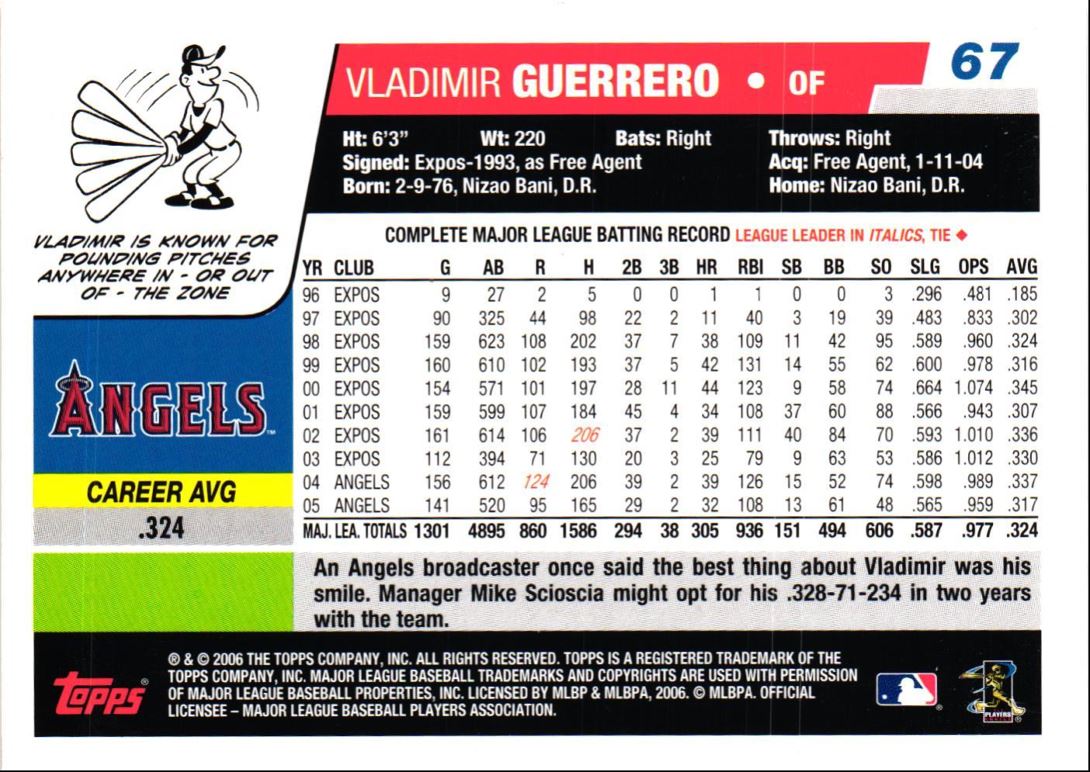 VLADIMIR GUERRERO • OF
67
Ht: 6'3" Wt: 220 Bats: Right Throws: Right
Signed: Expos-1993, as Free Agent Acq: Free Agent, 1-11-04
Born: 2-9-76, Nizao Bani, D.R. Home: Nizao Bani, D.R.
VLADIMIR IS KNOWN FOR
POUNDING PITCHES
ANYWHERE IN - OR OUT
OF - THE ZONE
COMPLETE MAJOR LEAGUE BATTING RECORD LEAGUE LEADER IN ITALICS, TIE ◆
YR CLUB G AB R H 2B 3B HR RBI SB BB SO SLG OPS AVG
96 EXPOS 9 27 2 5 0 0 1 1 0 0 3 .296 .481 .185
97 EXPOS 90 325 44 98 22 2 11 40 3 19 39 .483 .833 .302
98 EXPOS 159 623 108 202 37 7 38 109 11 42 95 .589 .960 .324
99 EXPOS 160 610 102 193 37 5 42 131 14 55 62 .600 .978 .316
00 EXPOS 154 571 101 197 28 11 44 123 9 58 74 .664 1.074 .345
01 EXPOS 159 599 107 184 45 4 34 108 37 60 88 .566 .943 .307
02 EXPOS 161 614 106 206 37 2 39 111 40 84 70 .593 1.010 .336
03 EXPOS 112 394 71 130 20 3 25 79 9 63 53 .586 1.012 .330
04 ANGELS 156 612 124 206 39 2 39 126 15 52 74 .598 .989 .337
05 ANGELS 141 520 95 165 29 2 32 108 13 61 48 .565 .959 .317
MAJ. LEA. TOTALS 1301 4895 860 1586 294 38 305 936 151 494 606 .587 .977 .324
ANGELS™
CAREER AVG
.324
An Angels broadcaster once said the best thing about Vladimir was his
smile. Manager Mike Scioscia might opt for his .328-71-234 in two years
with the team.
Topps®
® & © 2006 THE TOPPS COMPANY, INC. ALL RIGHTS RESERVED. TOPPS IS A REGISTERED TRADEMARK OF THE
TOPPS COMPANY, INC. MAJOR LEAGUE BASEBALL TRADEMARKS AND COPYRIGHTS ARE USED WITH PERMISSION
OF MAJOR LEAGUE BASEBALL PROPERTIES, INC. LICENSED BY MLBP & MLBPA, 2006. © MLBPA. OFFICIAL
LICENSEE – MAJOR LEAGUE BASEBALL PLAYERS ASSOCIATION.
PLAYERS